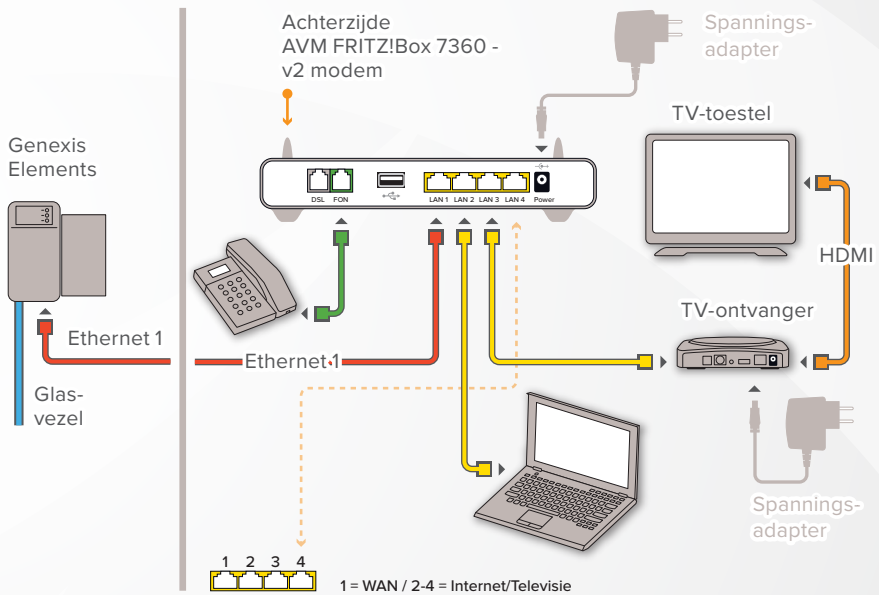 Achterzijde
AVM FRITZ!Box 7360 -
v2 modem
Spannings-
adapter
TV-toestel
Genexis
Elements
DSL FON
LAN 1 LAN 2 LAN 3 LAN 4 Power
HDMI
TV-ontvanger
Ethernet 1
Ethernet 1
Glas-
vezel
Spannings-
adapter
1 2 3 4
1 = WAN / 2-4 = Internet/Televisie